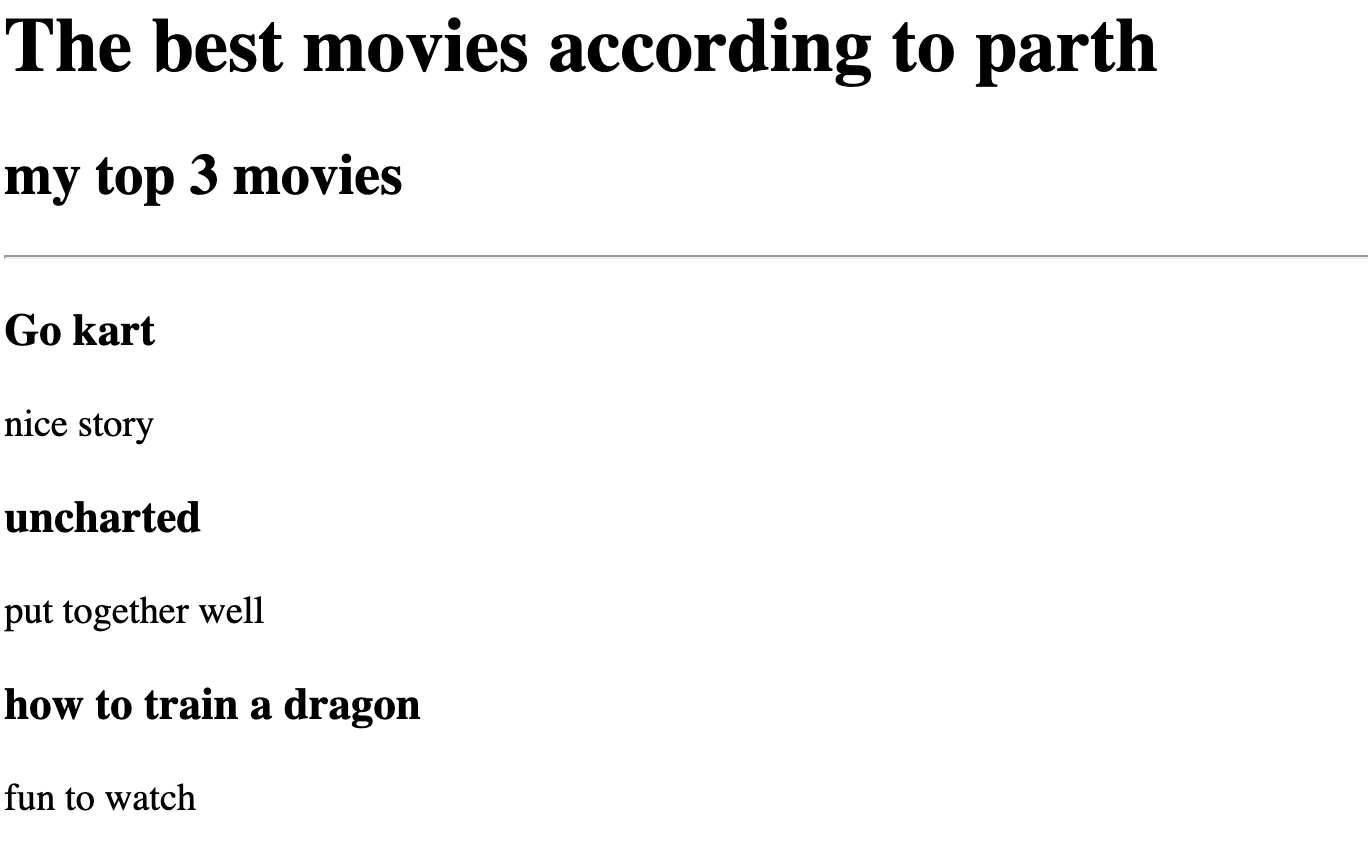 The best movies according to parth
my top 3 movies
Go kart
nice story
uncharted
put together well
how to train a dragon
fun to watch